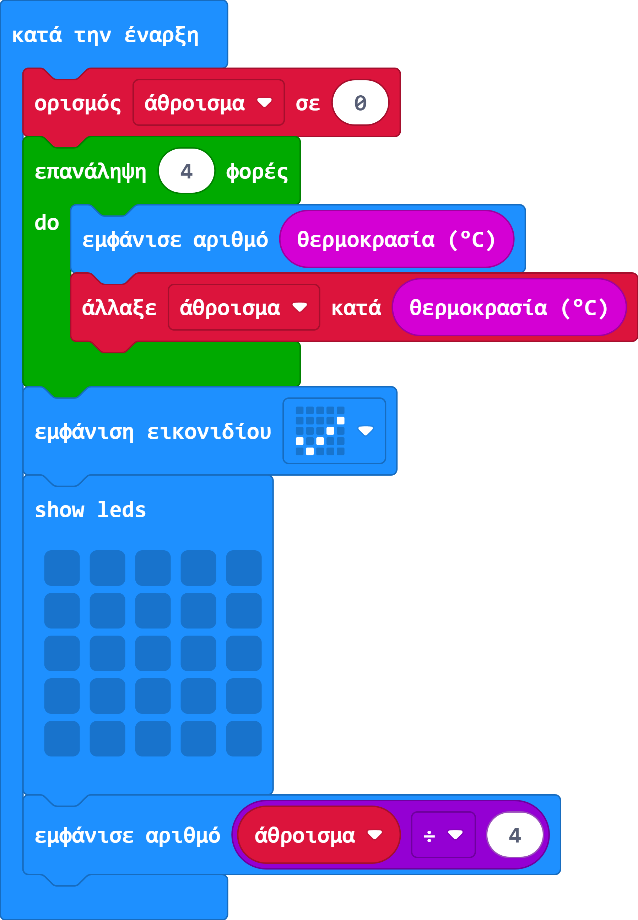 κατά την έναρξη
ορισμός άθροισμα σε 0
επανάληψη 4 φορές
do
εμφάνισε αριθμό θερμοκρασία (°C)
άλλαξε άθροισμα κατά θερμοκρασία (°C)
εμφάνιση εικονιδίου
show leds
εμφάνισε αριθμό άθροισμα ÷ 4